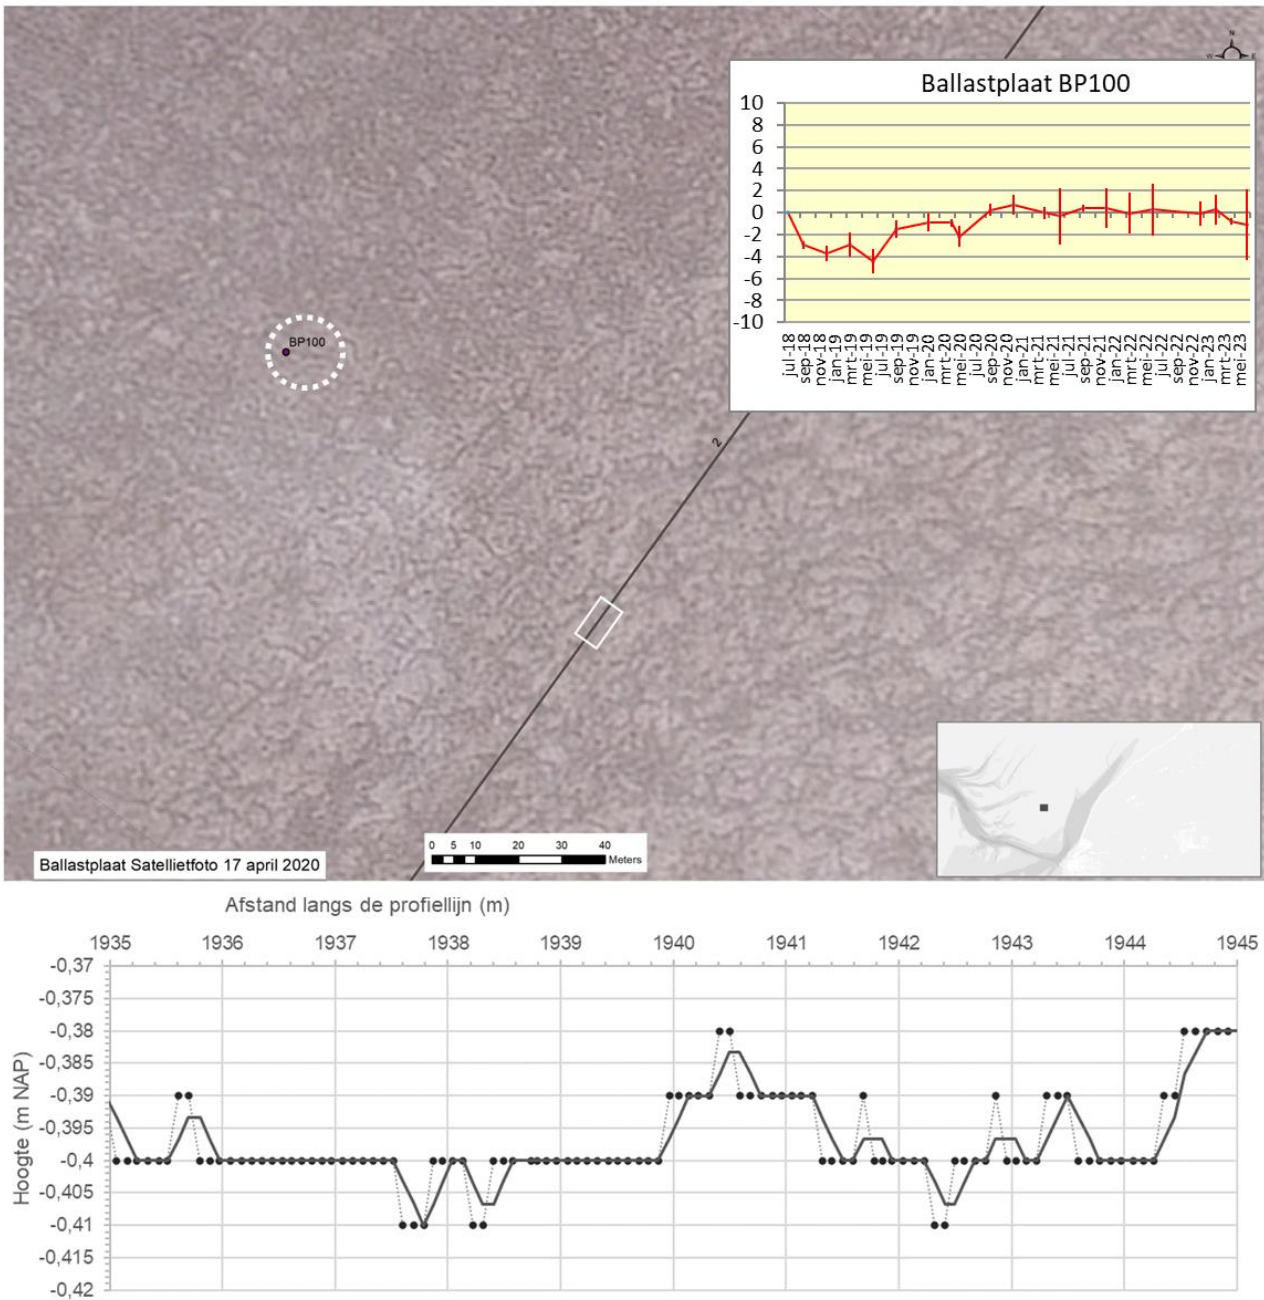 N
W
E
Ballastplaat BP100
10
8
6
4
2
0
-2
-4
-6
-8
-10
jul-18
sep-18
nov-18
jan-19
mrt-19
mei-19
jul-19
sep-19
nov-19
jan-20
mrt-20
mei-20
jul-20
sep-20
nov-20
jan-21
mrt-21
mei-21
jul-21
sep-21
nov-21
jan-22
mrt-22
mei-22
jul-22
sep-22
nov-22
jan-23
mrt-23
mei-23
BP100
2
0 5 10 20 30 40
Meters
Ballastplaat Satellietfoto 17 april 2020
Afstand langs de profiellijn (m)
1935 1936 1937 1938 1939 1940 1941 1942 1943 1944 1945
-0,37
-0,375
-0,38
-0,385
-0,39
-0,395
-0,4
-0,405
-0,41
-0,415
-0,42
Hoogte (m NAP)